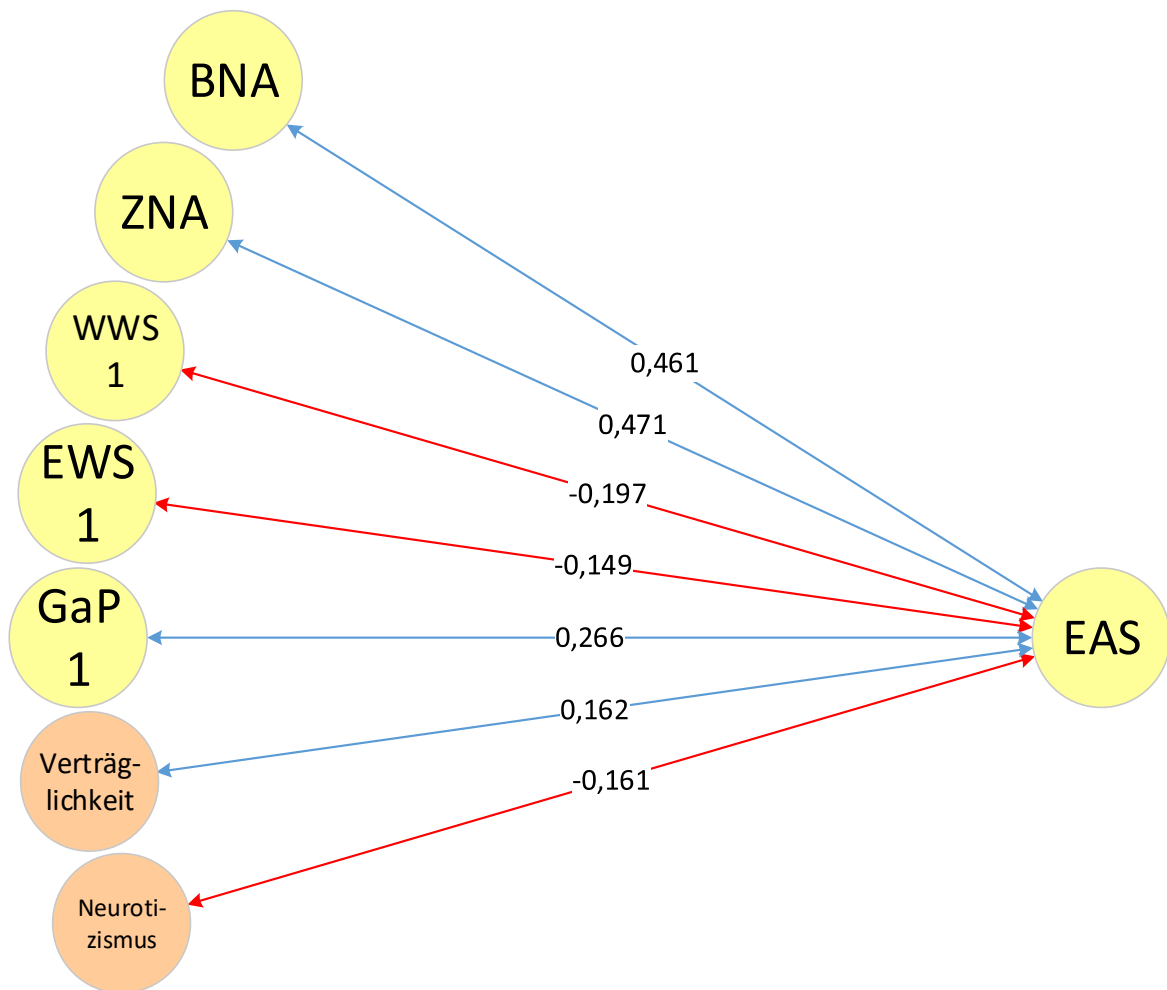 BNA
ZNA
WWS
1
EWS
1
GaP
1
Verträg-
lichkeit
Neuroti-
zismus
0,461
0,471
-0,197
-0,149
0,266
0,162
-0,161
EAS